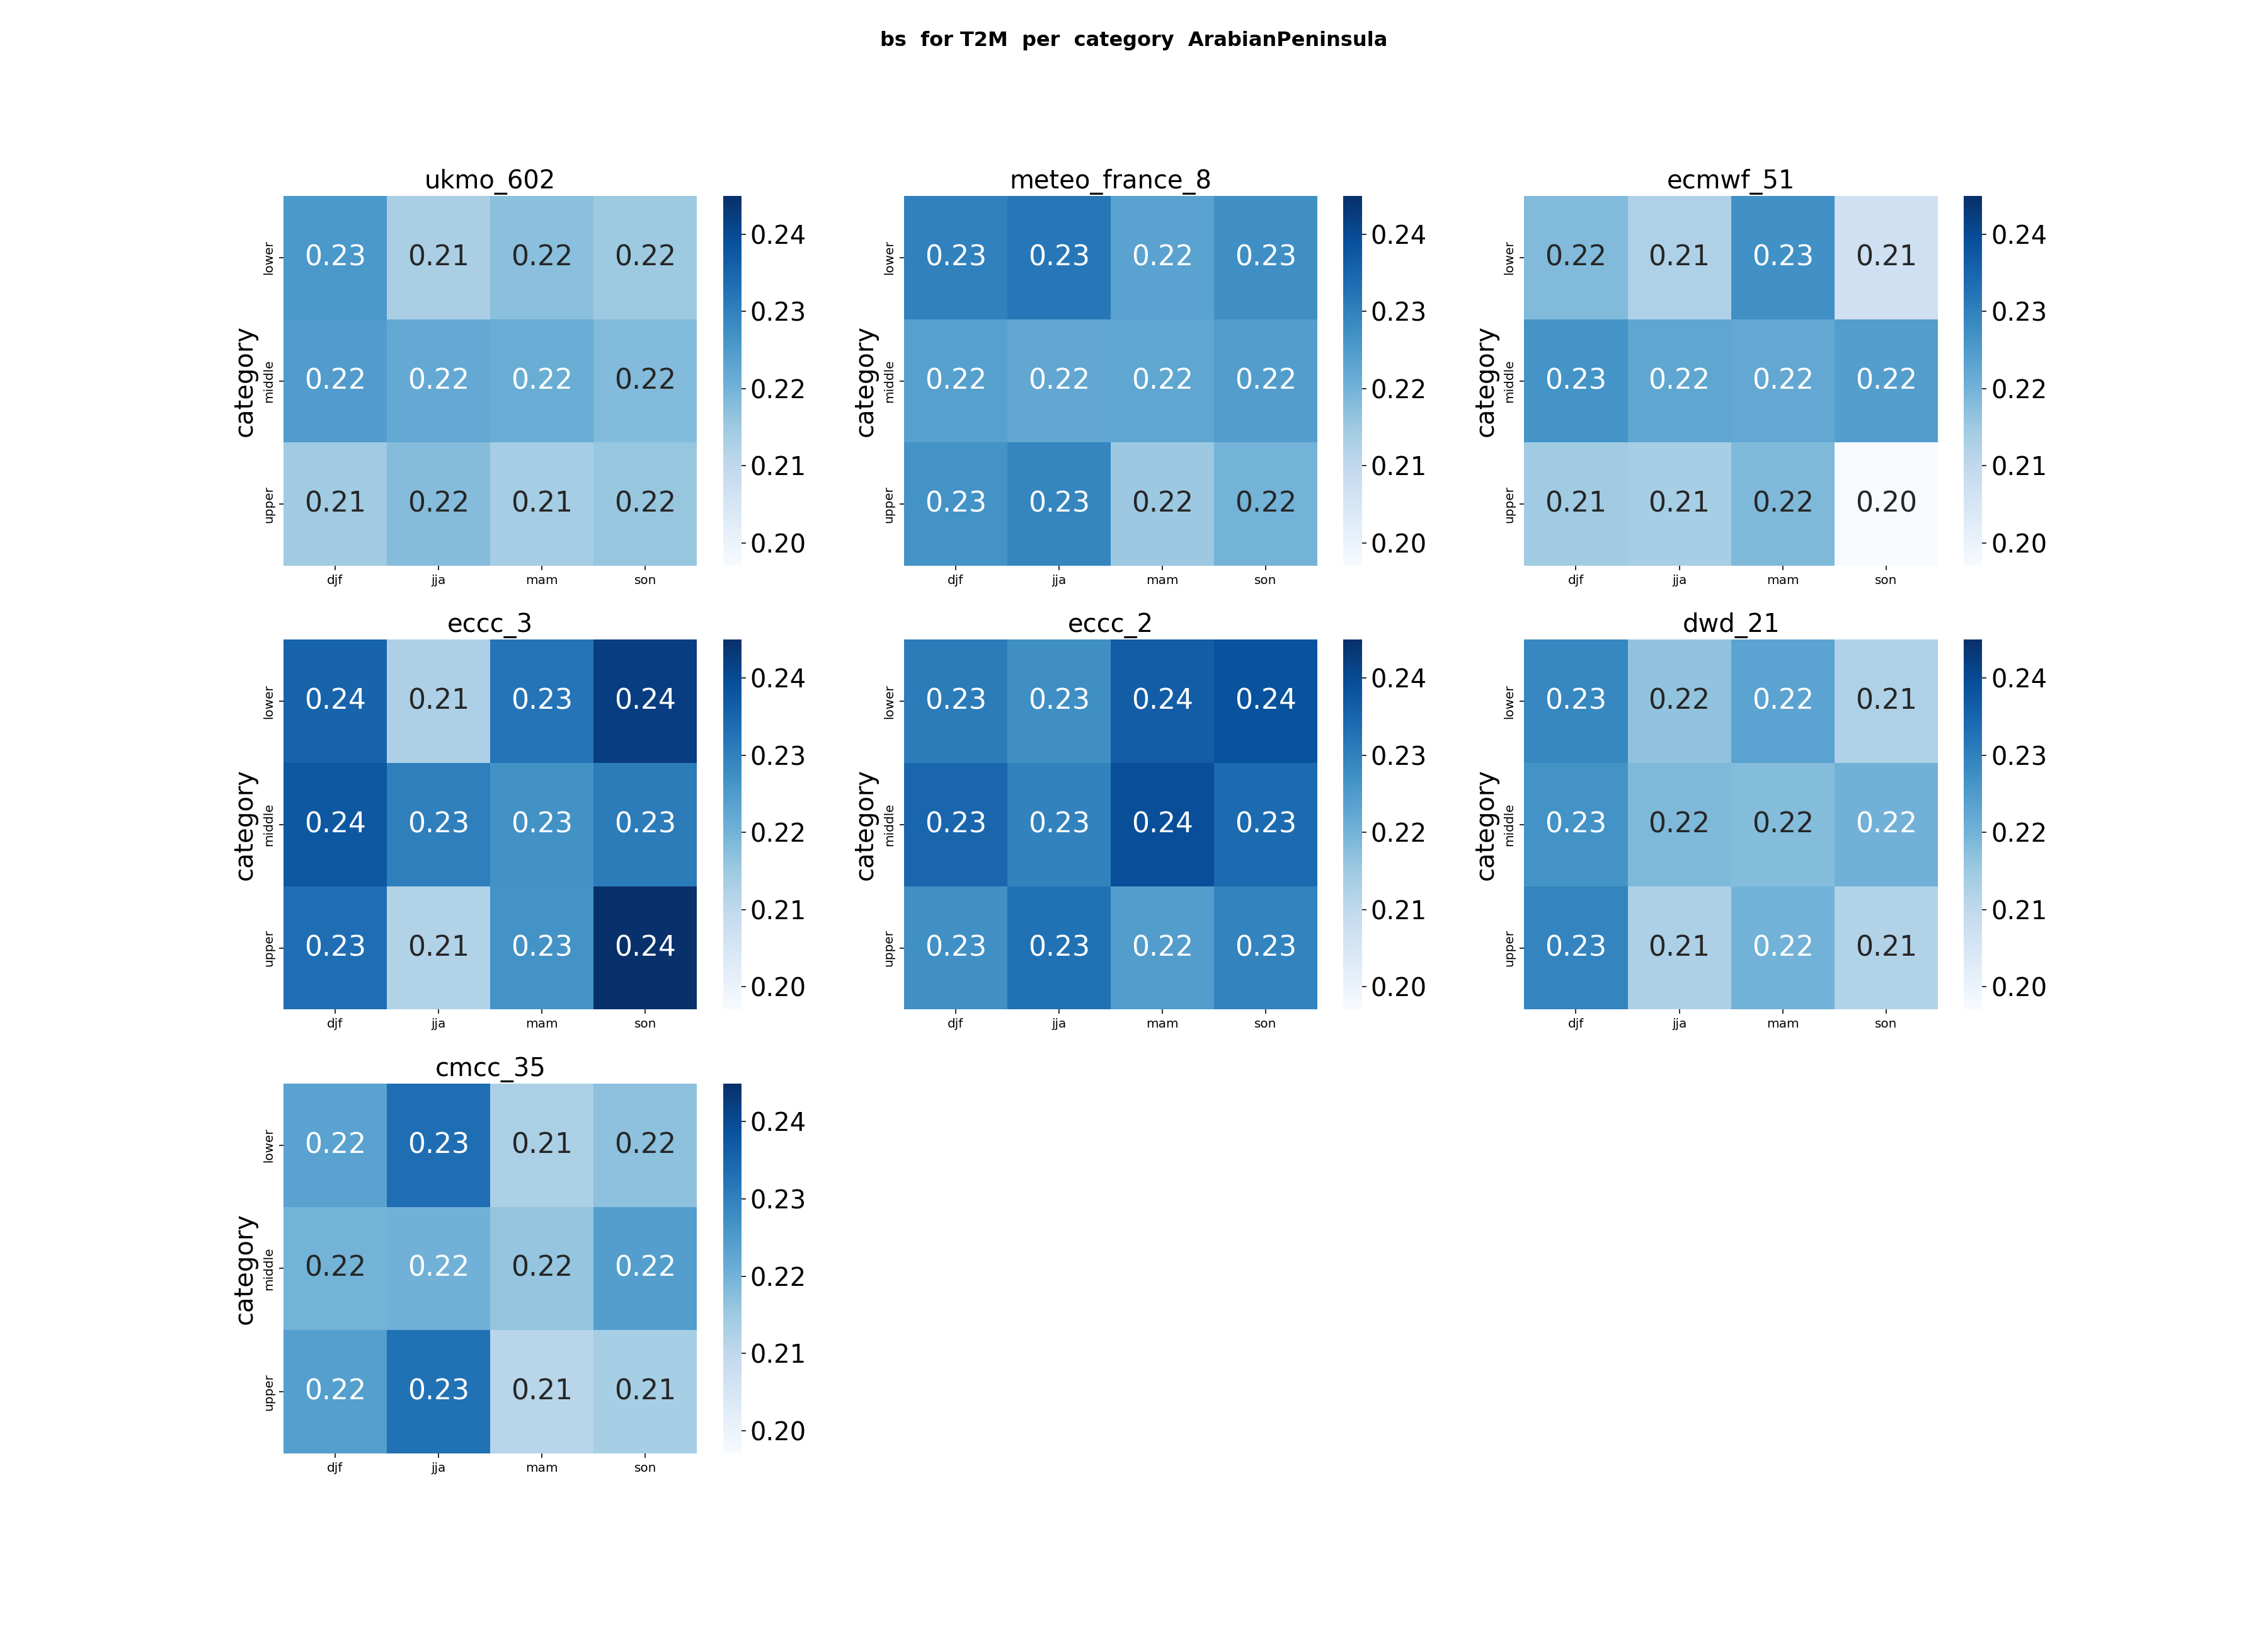 bs  for T2M  per  category  ArabianPeninsula
ukmo_602
category
lower
middle
upper
0.23 0.21 0.22 0.22
0.22 0.22 0.22 0.22
0.21 0.22 0.21 0.22
djf jja mam son
0.24
0.23
0.22
0.21
0.20
meteo_france_8
category
lower
middle
upper
0.23 0.23 0.22 0.23
0.22 0.22 0.22 0.22
0.23 0.23 0.22 0.22
djf jja mam son
0.24
0.23
0.22
0.21
0.20
ecmwf_51
category
lower
middle
upper
0.22 0.21 0.23 0.21
0.23 0.22 0.22 0.22
0.21 0.21 0.22 0.20
djf jja mam son
0.24
0.23
0.22
0.21
0.20
eccc_3
category
lower
middle
upper
0.24 0.21 0.23 0.24
0.24 0.23 0.23 0.23
0.23 0.21 0.23 0.24
djf jja mam son
0.24
0.23
0.22
0.21
0.20
eccc_2
category
lower
middle
upper
0.23 0.23 0.24 0.24
0.23 0.23 0.24 0.23
0.23 0.23 0.22 0.23
djf jja mam son
0.24
0.23
0.22
0.21
0.20
dwd_21
category
lower
middle
upper
0.23 0.22 0.22 0.21
0.23 0.22 0.22 0.22
0.23 0.21 0.22 0.21
djf jja mam son
0.24
0.23
0.22
0.21
0.20
cmcc_35
category
lower
middle
upper
0.22 0.23 0.21 0.22
0.22 0.22 0.22 0.22
0.22 0.23 0.21 0.21
djf jja mam son
0.24
0.23
0.22
0.21
0.20